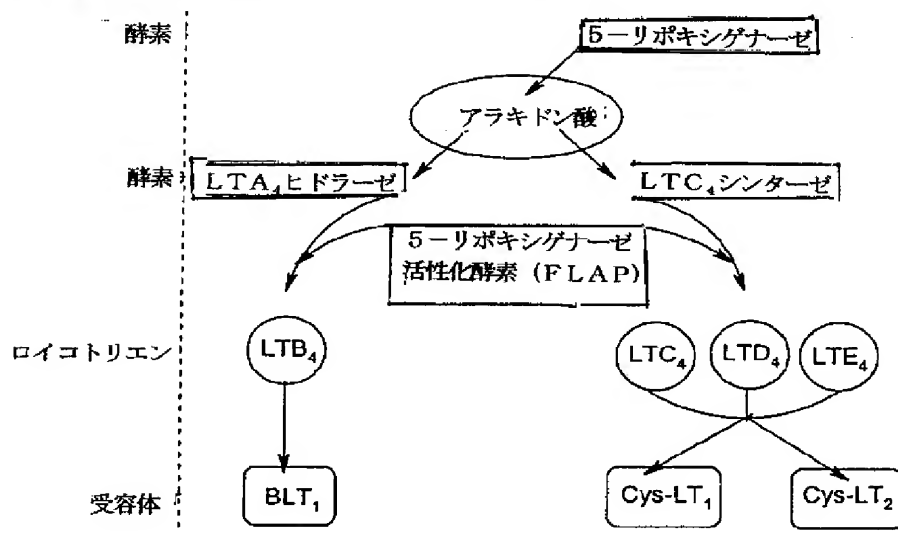 酵素
5-リポキシゲナーゼ
アラキドン酸
酵素
LTA₄ヒドラーゼ
LTC₄シンターゼ
5-リポキシゲナーゼ
活性化酵素（FLAP）
ロイコトリエン
LTB₄
LTC₄
LTD₄
LTE₄
受容体
BLT₁
Cys-LT₁
Cys-LT₂